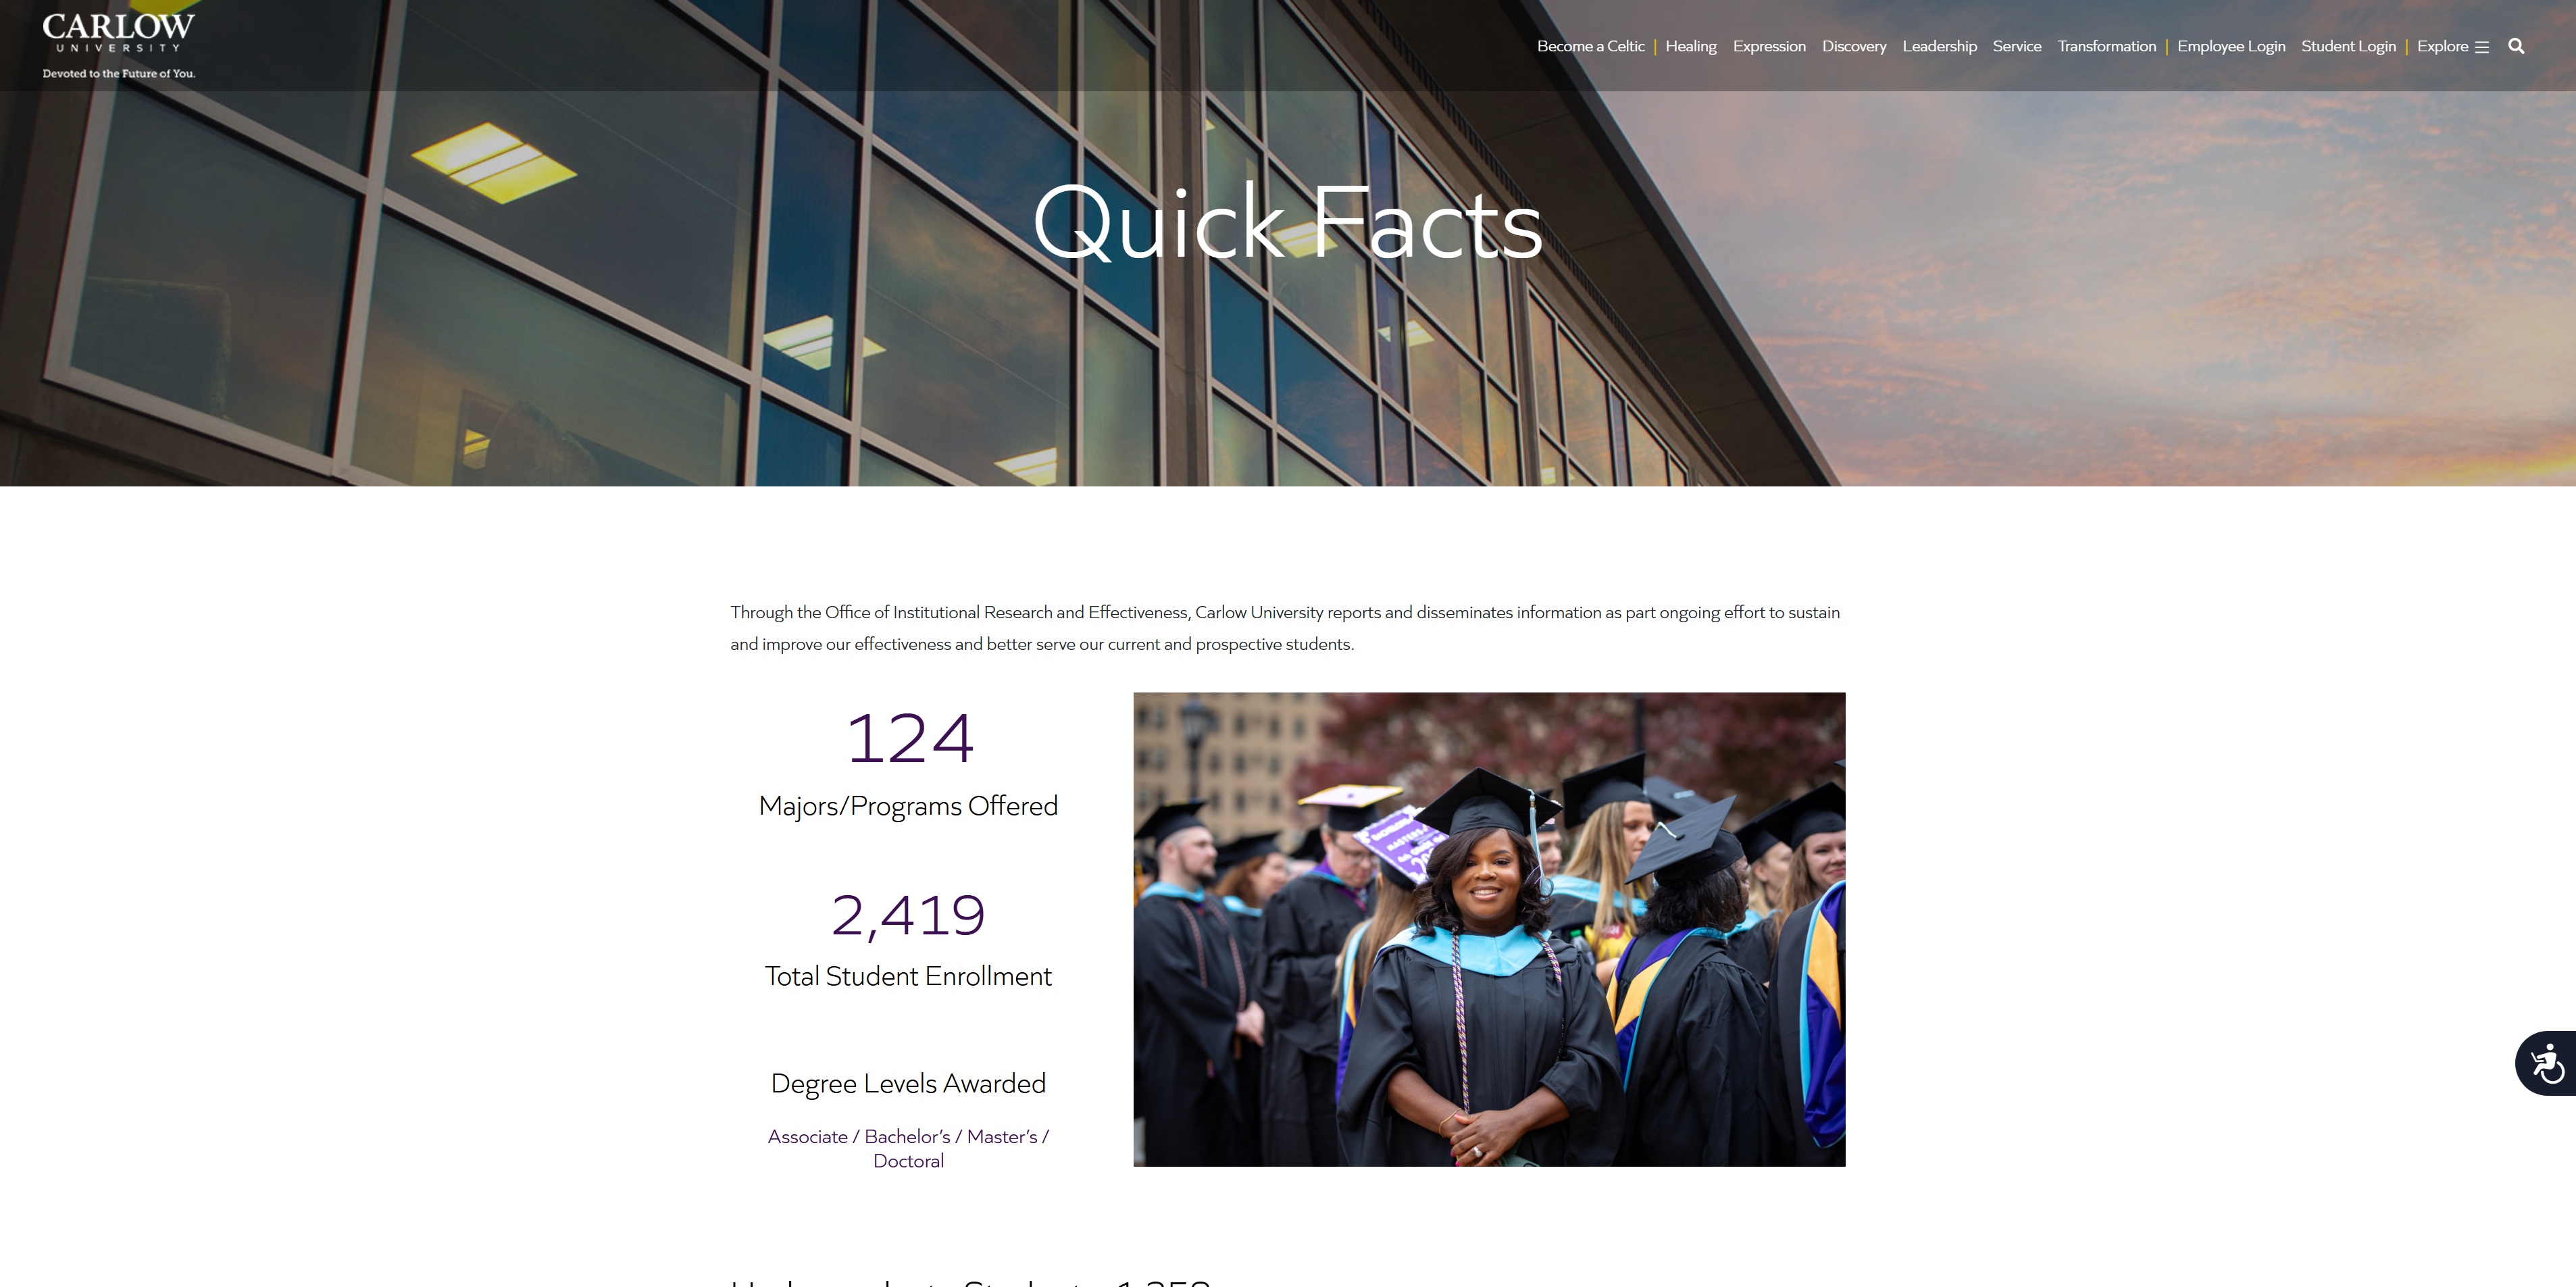 CARLOW
UNIVERSITY
Devoted to the Future of You.
Become a Celtic | Healing Expression Discovery Leadership Service Transformation | Employee Login Student Login | Explore
Quick Facts
Through the Office of Institutional Research and Effectiveness, Carlow University reports and disseminates information as part ongoing effort to sustain
and improve our effectiveness and better serve our current and prospective students.
124
Majors/Programs Offered
2,419
Total Student Enrollment
Degree Levels Awarded
Associate / Bachelor's / Master's /
Doctoral